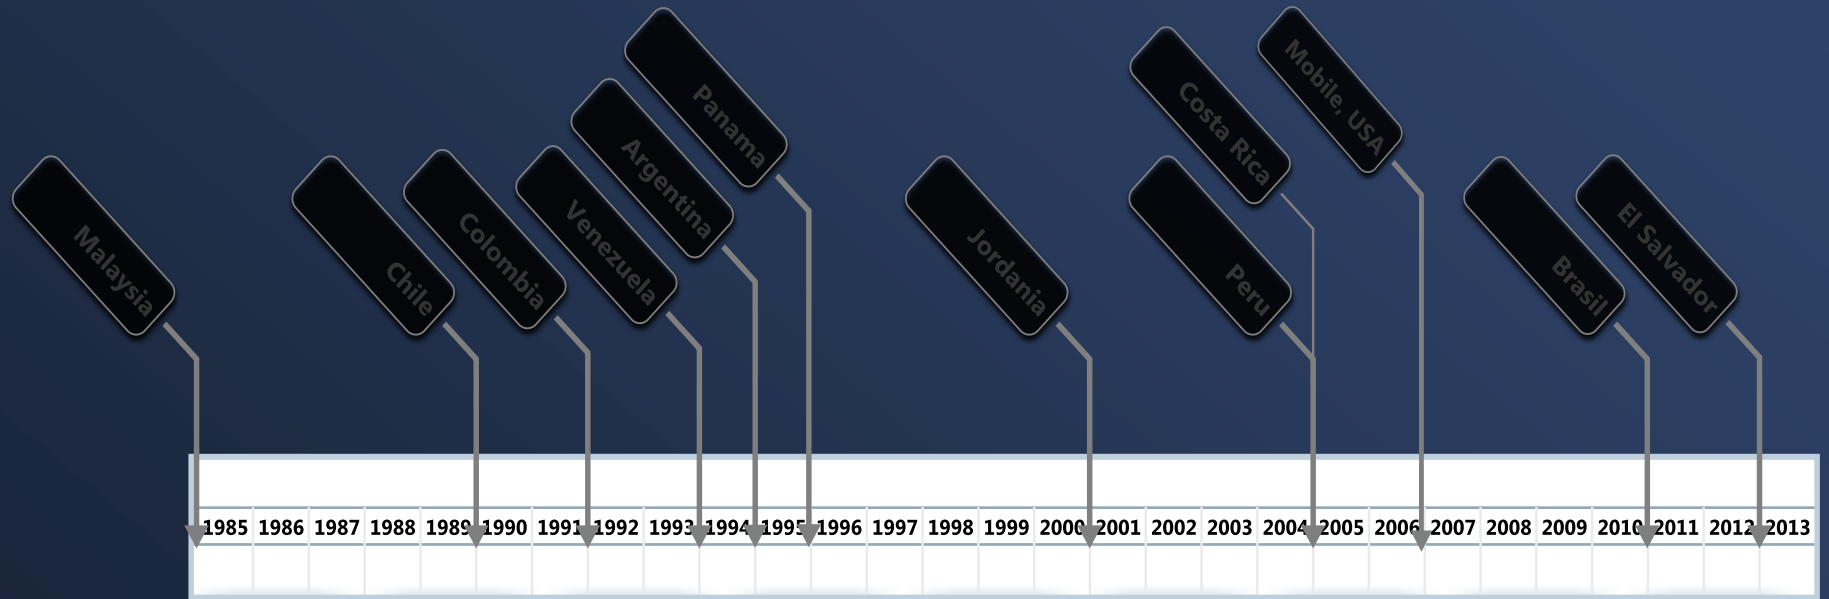 Malaysia
Chile
Colombia
Venezuela
Argentina
Panama
Jordania
Peru
Costa Rica
Mobile, USA
Brasil
El Salvador
1985 1986 1987 1988 1989 1990 1991 1992 1993 1994 1995 1996 1997 1998 1999 2000 2001 2002 2003 2004 2005 2006 2007 2008 2009 2010 2011 2012 2013